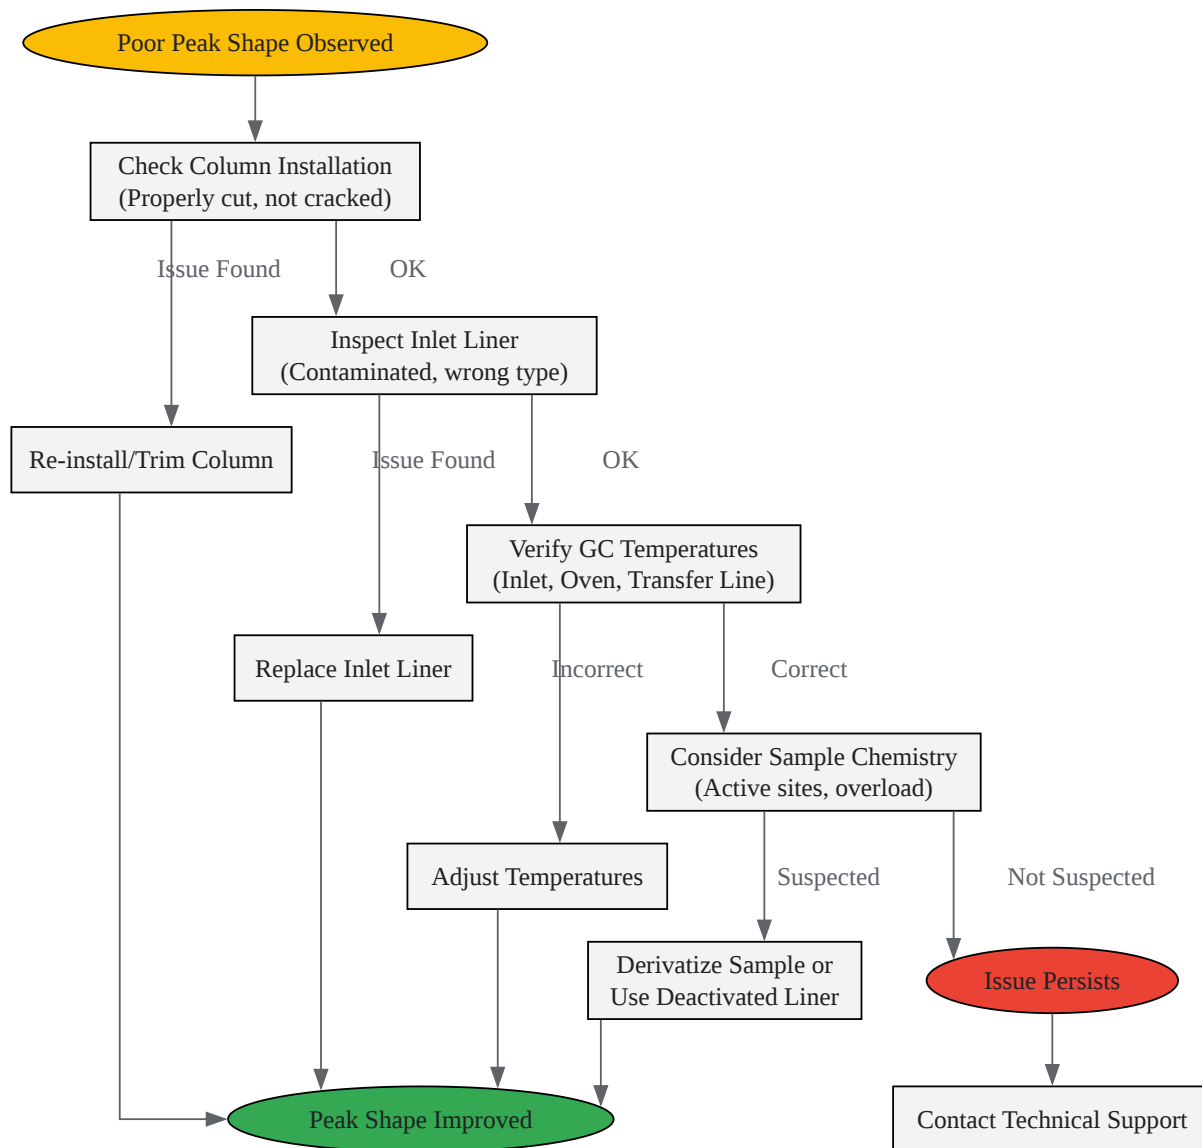 Poor Peak Shape Observed
Check Column Installation
(Properly cut, not cracked)
Issue Found
OK
Inspect Inlet Liner
(Contaminated, wrong type)
Re-install/Trim Column
Issue Found
OK
Verify GC Temperatures
(Inlet, Oven, Transfer Line)
Replace Inlet Liner
Incorrect
Correct
Consider Sample Chemistry
(Active sites, overload)
Adjust Temperatures
Suspected
Not Suspected
Derivatize Sample or
Use Deactivated Liner
Issue Persists
Peak Shape Improved
Contact Technical Support